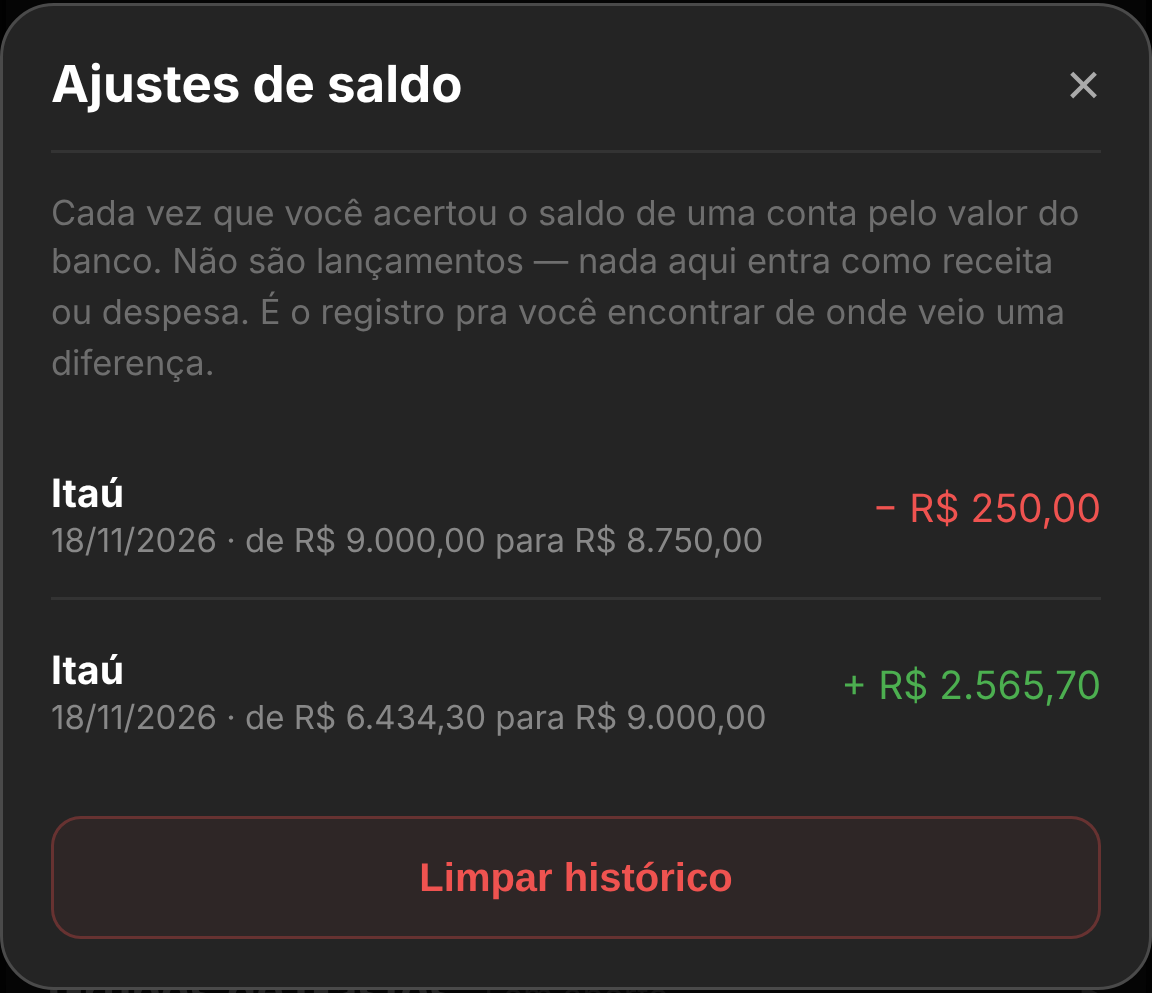 Ajustes de saldo
Cada vez que você acertou o saldo de uma conta pelo valor do
banco. Não são lançamentos — nada aqui entra como receita
ou despesa. É o registro pra você encontrar de onde veio uma
diferença.
Itaú
− R$ 250,00
18/11/2026 · de R$ 9.000,00 para R$ 8.750,00
Itaú
+ R$ 2.565,70
18/11/2026 · de R$ 6.434,30 para R$ 9.000,00
Limpar histórico